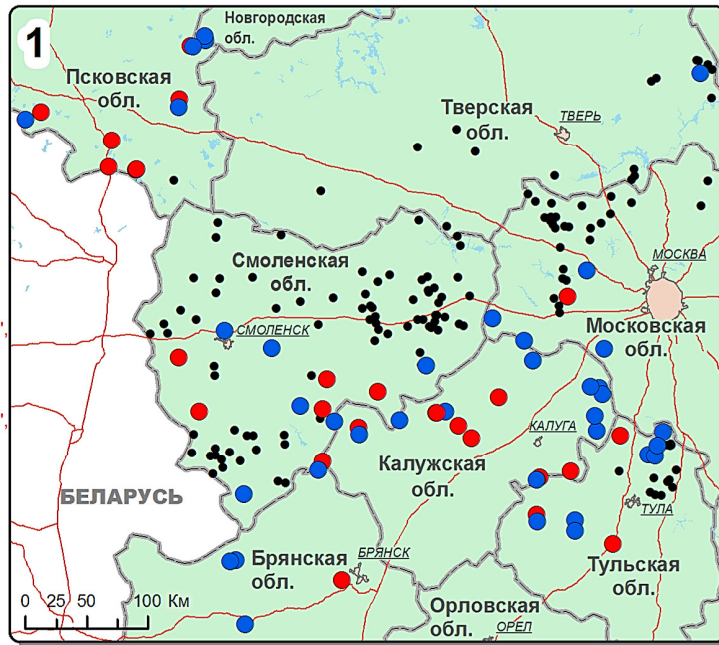 1
Новгородская
обл.
Псковская
обл.
Тверская
обл.
ТВЕРЬ
Смоленская
обл.
МОСКВА
СМОЛЕНСК
Московская
обл.
КАЛУГА
Калужская
обл.
БЕЛАРУСЬ
ТУЛА
Брянская
обл.
БРЯНСК
Тульская
обл.
Орловская
обл.
ОРЕЛ
0 25 50 100 Км